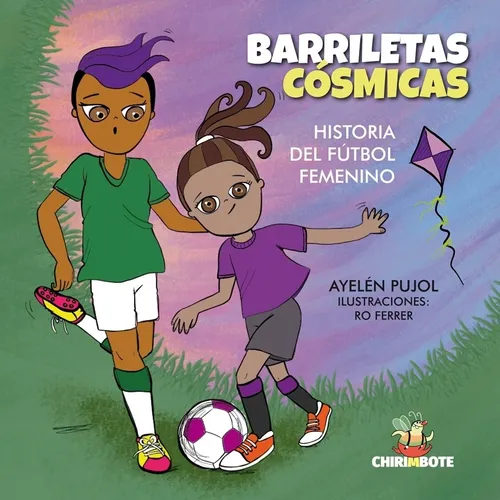 BARRILETAS
CÓSMICAS
HISTORIA
DEL FÚTBOL
FEMENINO
AYELÉN PUJOL
ILUSTRACIONES:
RO FERRER
CHIRIMBOTE